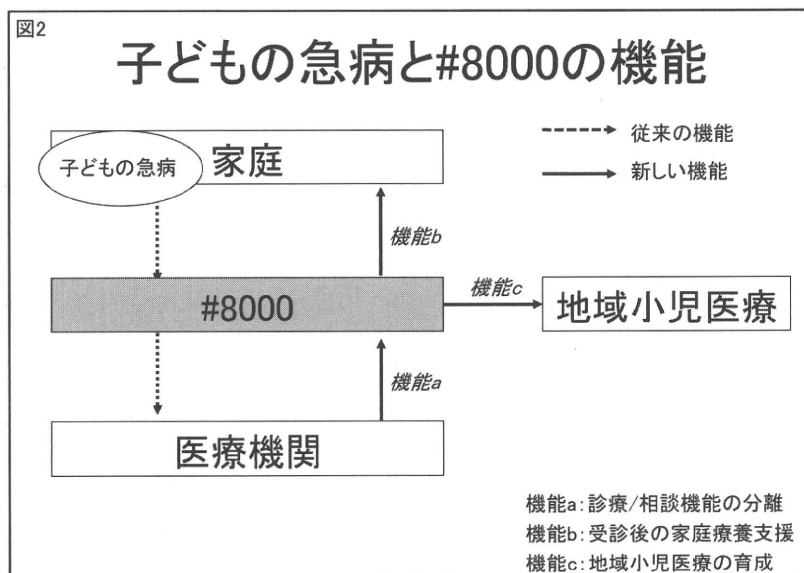 図2
子どもの急病と#8000の機能
子どもの急病
家庭
従来の機能
新しい機能
機能b
#8000
機能c
地域小児医療
機能a
医療機関
機能a:診療/相談機能の分離
機能b:受診後の家庭療養支援
機能c:地域小児医療の育成